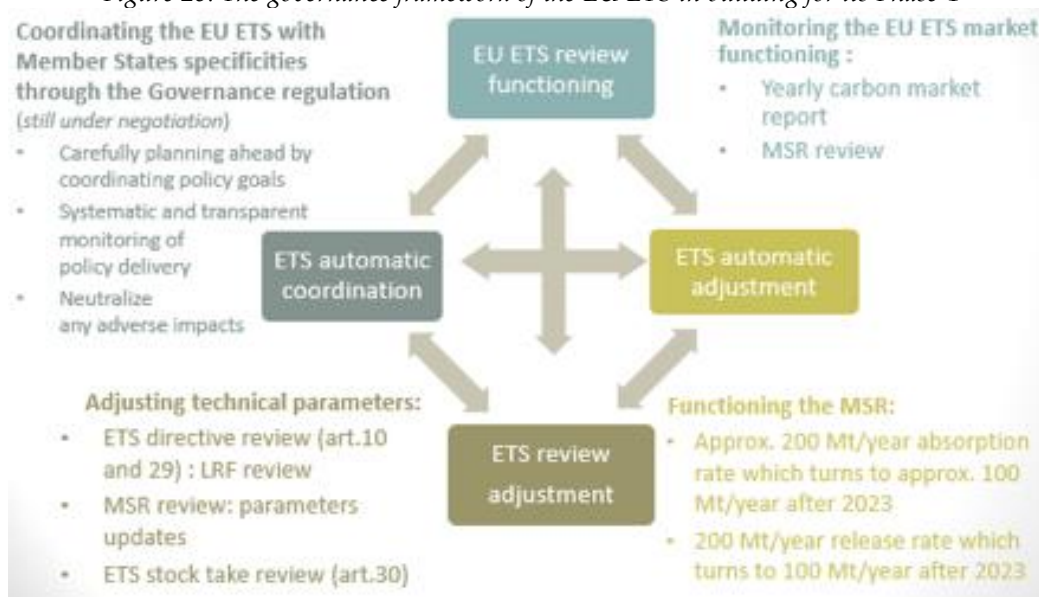 Coordinating the EU ETS with
Member States specificities
through the Governance regulation
(still under negotiation)
- Carefully planning ahead by
coordinating policy goals
- Systematic and transparent
monitoring of
policy delivery
- Neutralize
any adverse impacts
EU ETS review
functioning
Monitoring the EU ETS market
functioning :
- Yearly carbon market
report
- MSR review
ETS automatic
coordination
ETS automatic
adjustment
Adjusting technical parameters:
• ETS directive review (art.10
and 29) : LRF review
• MSR review: parameters
updates
• ETS stock take review (art.30)
ETS review
adjustment
Functioning the MSR:
- Approx. 200 Mt/year absorption
rate which turns to approx. 100
Mt/year after 2023
- 200 Mt/year release rate which
turns to 100 Mt/year after 2023